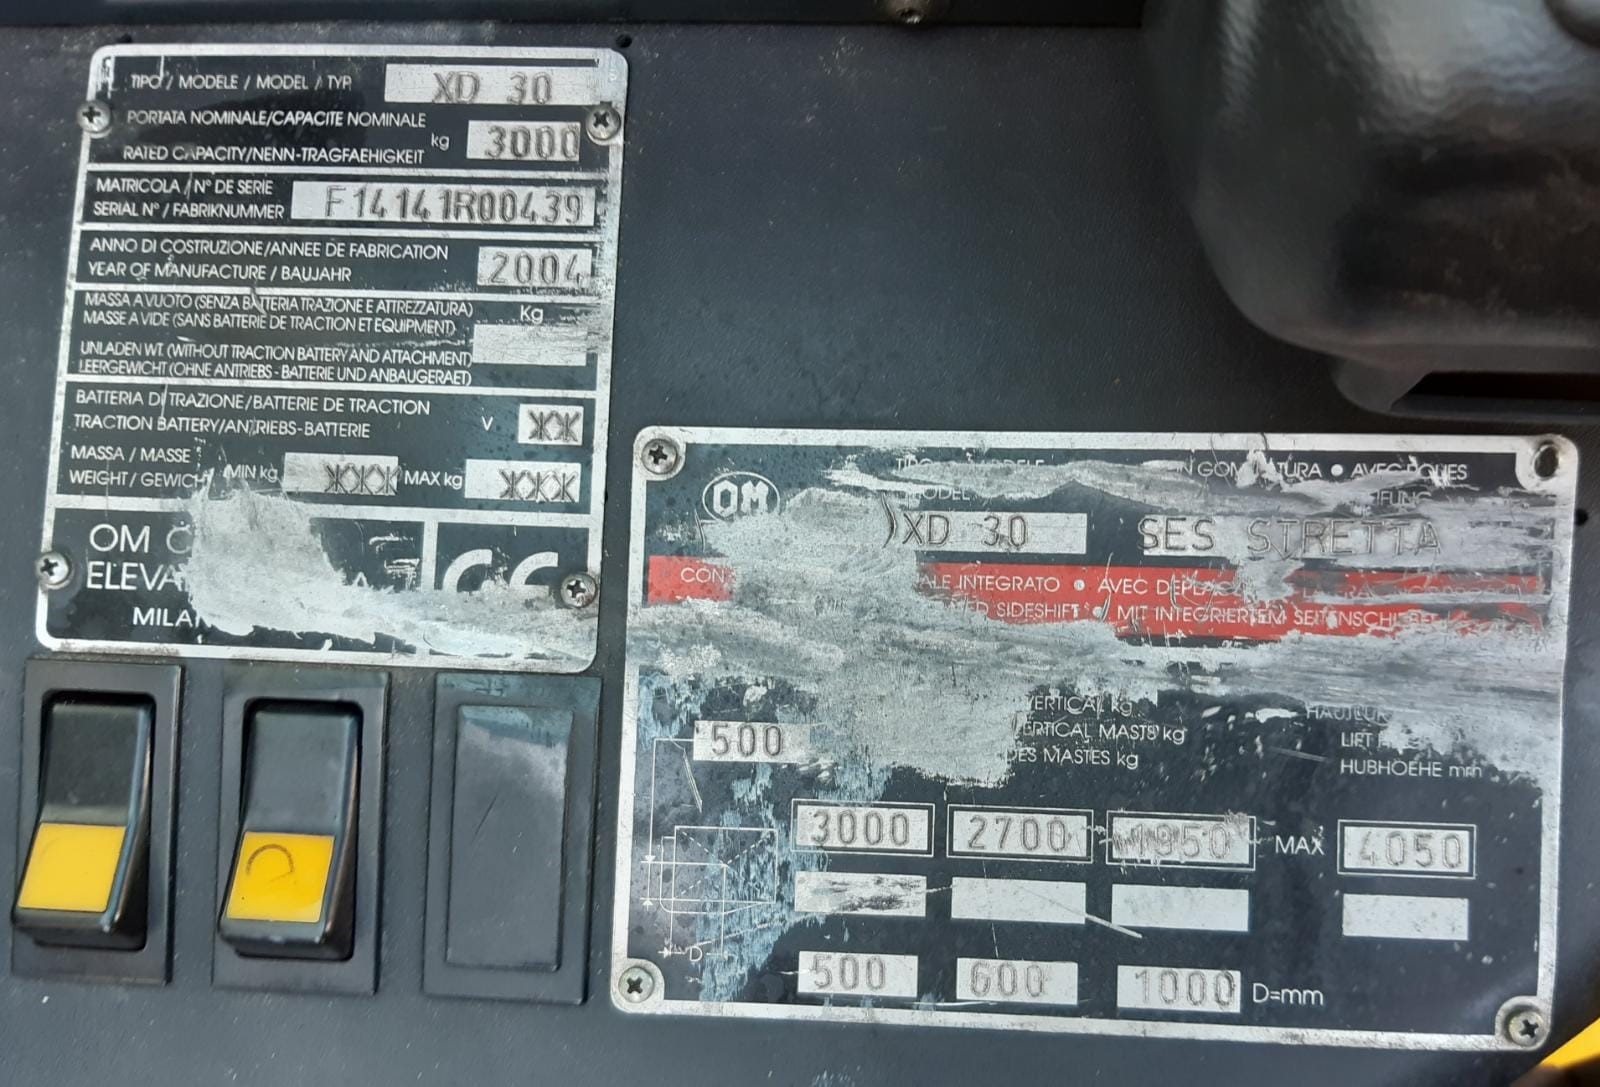 TIPO / MODELE / MODEL / TYP. XD 30
PORTATA NOMINALE/CAPACITE NOMINALE
RATED CAPACITY/NENN-TRAGFAEHIGKEIT kg 3000
MATRICOLA / N° DE SERIE
SERIAL N° / FABRIKNUMMER F14141R00439
ANNO DI COSTRUZIONE/ANNEE DE FABRICATION
YEAR OF MANUFACTURE / BAUJAHR 2004
MASSA A VUOTO (SENZA BATTERIA TRAZIONE E ATTREZZATURA) Kg
MASSE A VIDE (SANS BATTERIE DE TRACTION ET EQUIPMENT)
UNLADEN WT. (WITHOUT TRACTION BATTERY AND ATTACHMENT)
LEERGEWICHT (OHNE ANTRIEBS - BATTERIE UND ANBAUGERAET)
BATTERIA DI TRAZIONE/BATTERIE DE TRACTION
TRACTION BATTERY/ANTRIEBS-BATTERIE V XX
MASSA / MASSE
WEIGHT/GEWICHT MIN kg XXX MAX kg XXX
OM
CE
OM
AVEC
XD 30 SES STRETTA
INTEGRATO • AVEC
SIDESHIFT • MIT INTEGRIERTEM
VERTICAL kg
VERTICAL MASTS kg
LIFT
500
DES MASTES kg
HUBHOEHE mm
3000 2700 1850 MAX 4050
D
500 600 1000 D=mm